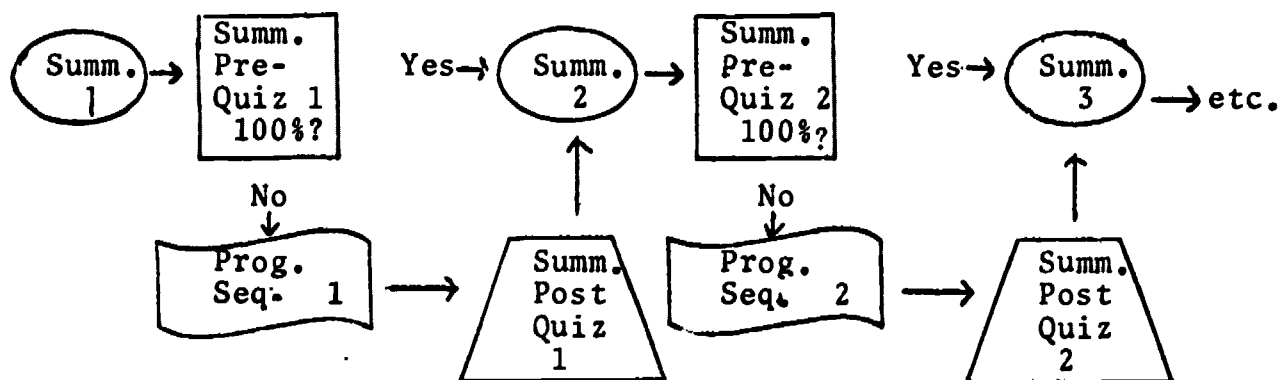 Summ.
1
Summ.
Pre-
Quiz 1
100%?
Yes
Summ.
2
Summ.
Pre-
Quiz 2
100%?
Yes
Summ.
3
etc.
No
Prog.
Seq. 1
Summ.
Post
Quiz
1
No
Prog.
Seq. 2
Summ.
Post
Quiz
2